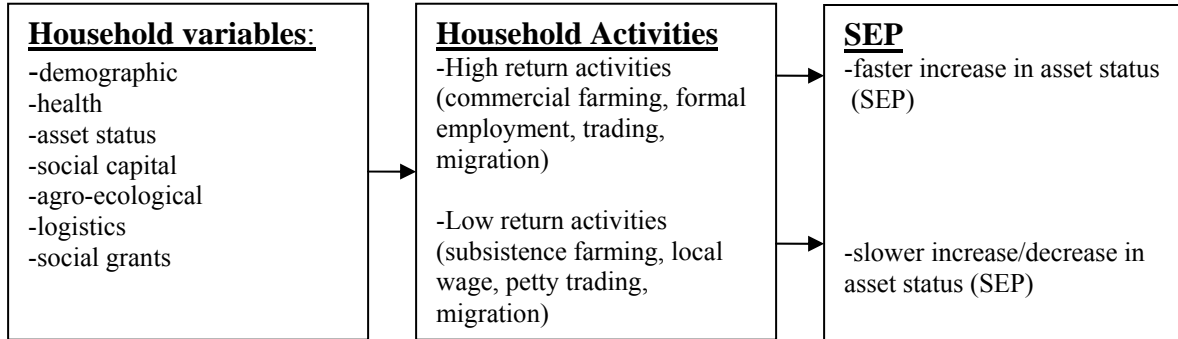 Household variables:
-demographic
-health
-asset status
-social capital
-agro-ecological
-logistics
-social grants
Household Activities
-High return activities
(commercial farming, formal
employment, trading,
migration)
-Low return activities
(subsistence farming, local
wage, petty trading,
migration)
SEP
-faster increase in asset status
(SEP)
-slower increase/decrease in
asset status (SEP)